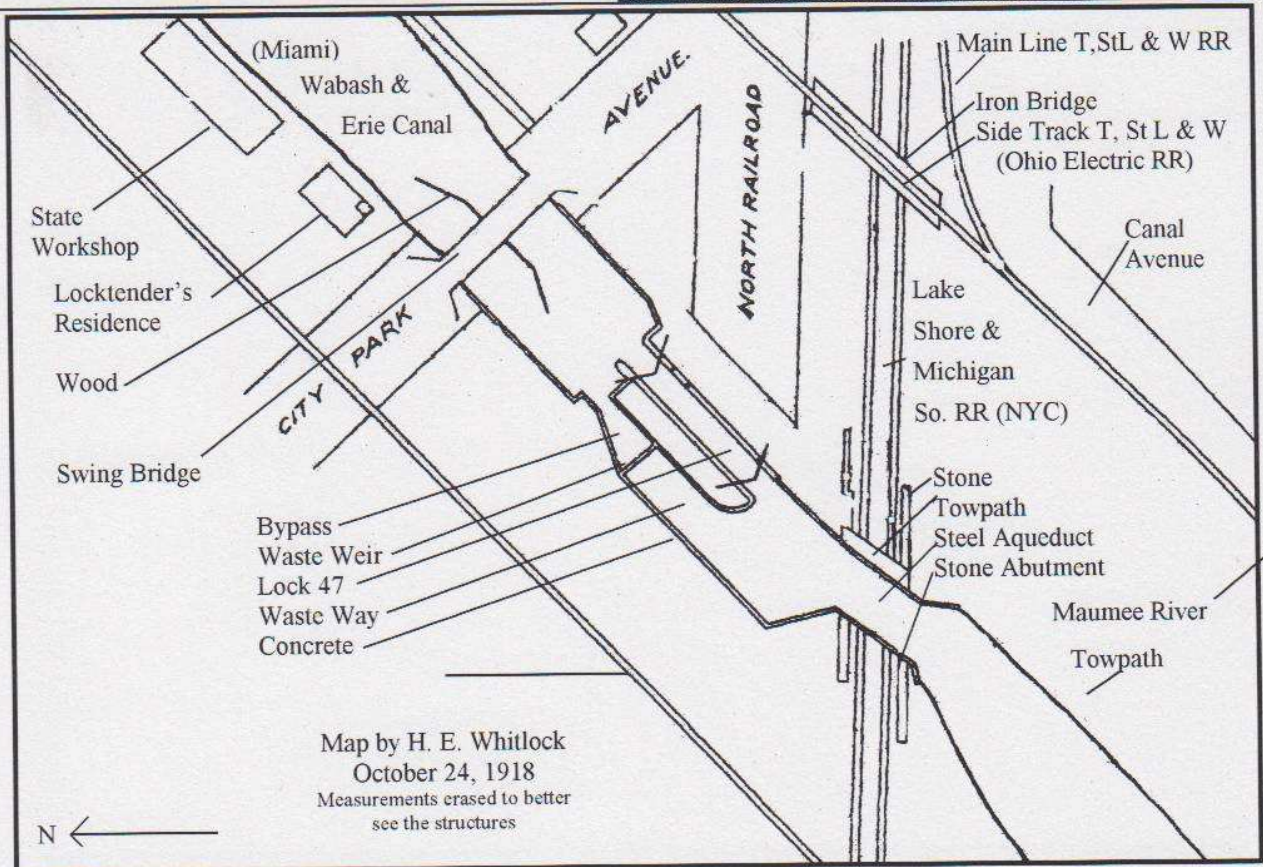 (Miami)
Wabash &
Erie Canal
AVENUE.
NORTH RAILROAD
Main Line T,StL & W RR
Iron Bridge
Side Track T, St L & W
(Ohio Electric RR)
State
Workshop
Locktender's
Residence
Wood
CITY PARK
Swing Bridge
Canal
Avenue
Lake
Shore &
Michigan
So. RR (NYC)
Bypass
Waste Weir
Lock 47
Waste Way
Concrete
Stone
Towpath
Steel Aqueduct
Stone Abutment
Maumee River
Towpath
Map by H. E. Whitlock
October 24, 1918
Measurements erased to better
see the structures
N